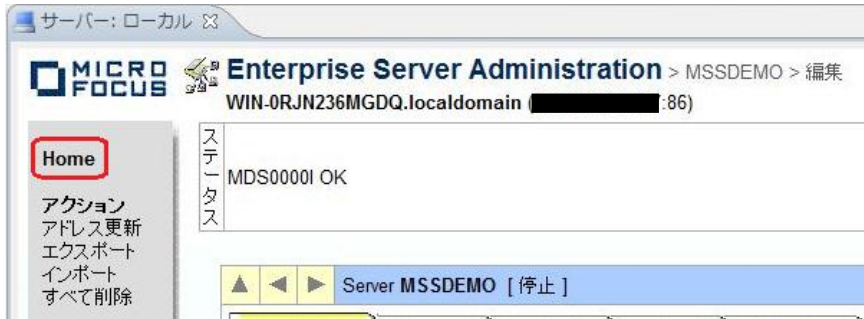 サーバー: ローカル
MICRO FOCUS
Enterprise Server Administration > MSSDEMO > 編集
WIN-0RJN236MGDQ.localdomain ( :86)
Home
アクション
アドレス更新
エクスポート
インポート
すべて削除
ステータス
MDS0000I OK
Server MSSDEMO [ 停止 ]